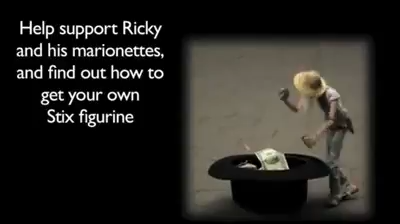 Help support Ricky
and his marionettes,
and find out how to
get your own
Stix figurine